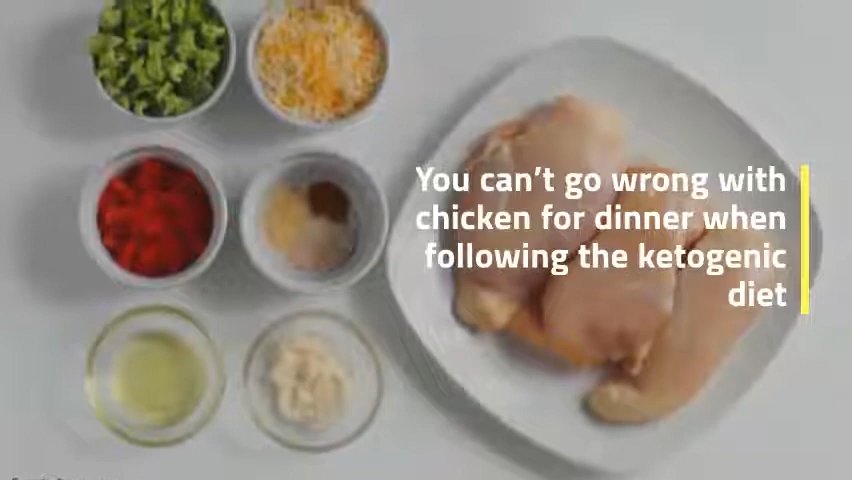 You can’t go wrong with
chicken for dinner when
following the ketogenic
diet